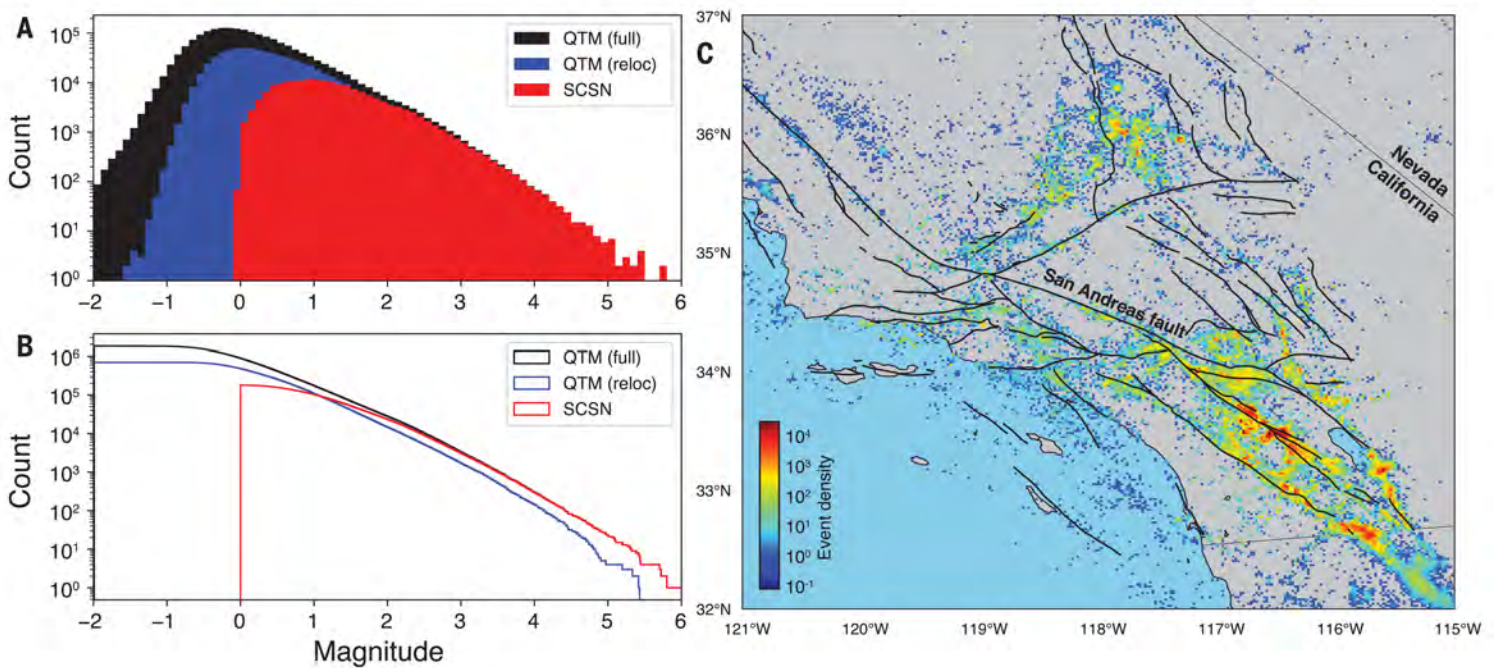 A
Count
10⁵
10⁴
10³
10²
10¹
10⁰
QTM (full)
QTM (reloc)
SCSN
-2 -1 0 1 2 3 4 5 6
B
Count
10⁶
10⁵
10⁴
10³
10²
10¹
10⁰
QTM (full)
QTM (reloc)
SCSN
-2 -1 0 1 2 3 4 5 6
Magnitude
C
37°N
36°N
35°N
34°N
33°N
32°N
Nevada
California
San Andreas fault
10⁴
10³
10²
10¹
10⁰
10⁻¹
Event density
121°W 120°W 119°W 118°W 117°W 116°W 115°W